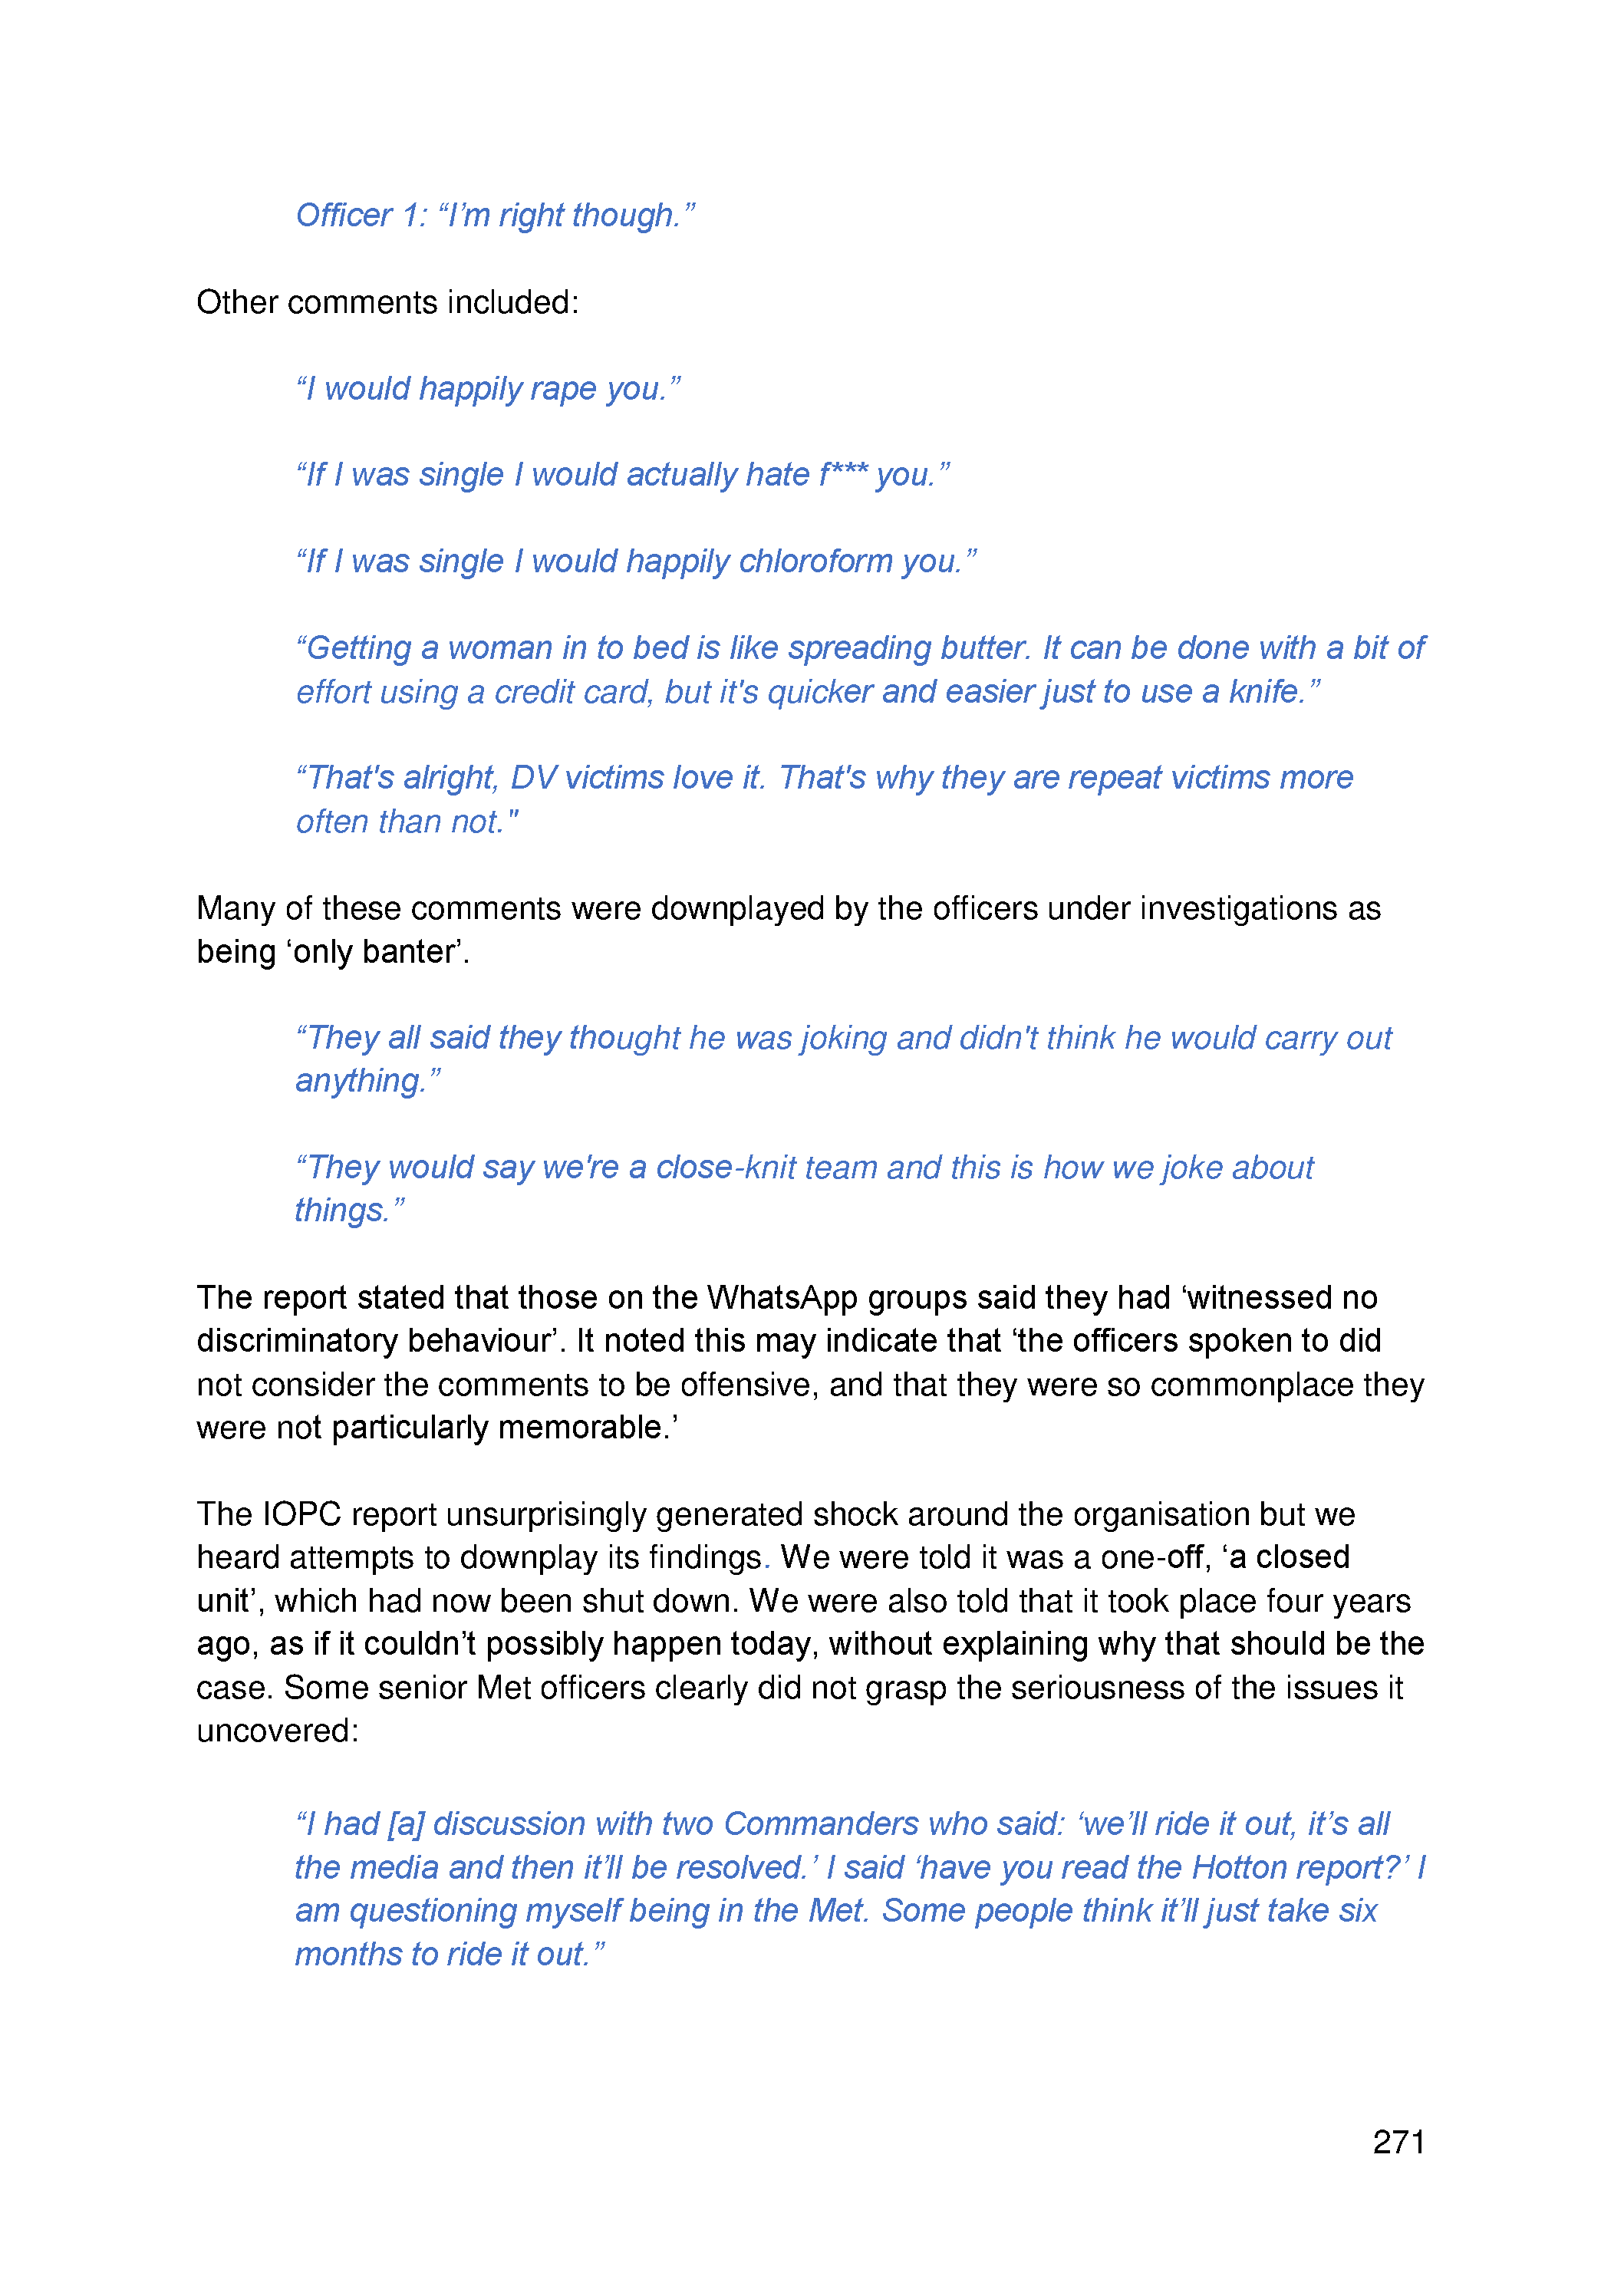 Officer 1: “I’m right though.”
Other comments included:
“I would happily rape you.”
“If I was single I would actually hate f*** you.”
“If I was single I would happily chloroform you.”
“Getting a woman in to bed is like spreading butter. It can be done with a bit of
effort using a credit card, but it's quicker and easier just to use a knife.”
“That's alright, DV victims love it. That's why they are repeat victims more
often than not."
Many of these comments were downplayed by the officers under investigations as
being ‘only banter’.
“They all said they thought he was joking and didn't think he would carry out
anything.”
“They would say we're a close-knit team and this is how we joke about
things.”
The report stated that those on the WhatsApp groups said they had ‘witnessed no
discriminatory behaviour’. It noted this may indicate that ‘the officers spoken to did
not consider the comments to be offensive, and that they were so commonplace they
were not particularly memorable.’
The IOPC report unsurprisingly generated shock around the organisation but we
heard attempts to downplay its findings. We were told it was a one-off, ‘a closed
unit’, which had now been shut down. We were also told that it took place four years
ago, as if it couldn’t possibly happen today, without explaining why that should be the
case. Some senior Met officers clearly did not grasp the seriousness of the issues it
uncovered:
“I had [a] discussion with two Commanders who said: ‘we’ll ride it out, it’s all
the media and then it’ll be resolved.’ I said ‘have you read the Hotton report?’ I
am questioning myself being in the Met. Some people think it’ll just take six
months to ride it out.”
271